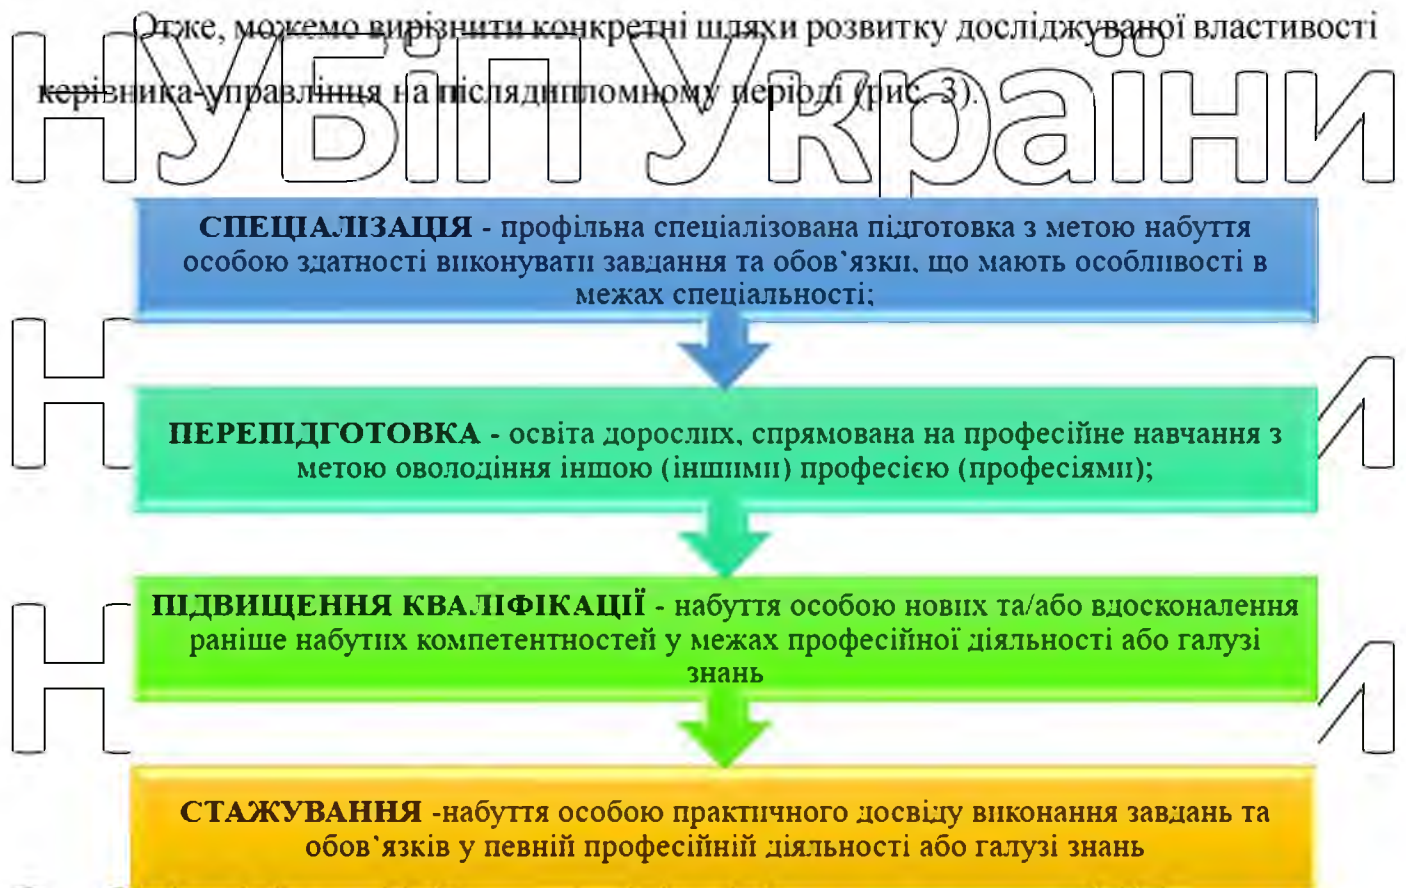 Отже, можемо вирізнити конкретні шляхи розвитку досліджуваної властивості
керівника-управлінця на післядипломному періоді (рис. 3).
НУБіП України
СПЕЦІАЛІЗАЦІЯ - профільна спеціалізована підготовка з метою набуття
особою здатності виконувати завдання та обов’язки, що мають особливості в
межах спеціальності;
Н И
ПЕРЕПІДГОТОВКА - освіта дорослих, спрямована на професійне навчання з
метою оволодіння іншою (іншими) професією (професіями);
ПІДВИЩЕННЯ КВАЛІФІКАЦІЇ - набуття особою нових та/або вдосконалення
раніше набутих компетентностей у межах професійної діяльності або галузі
знань
Н И
СТАЖУВАННЯ -набуття особою практичного досвіду виконання завдань та
обов’язків у певній професійній діяльності або галузі знань